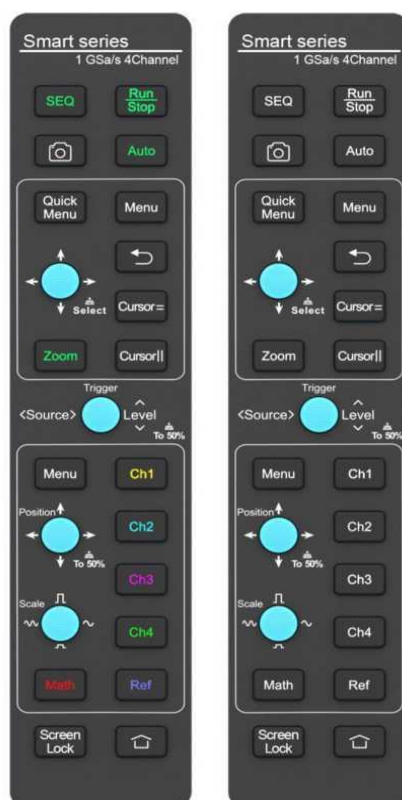 Smart series
1 GSa/s 4Channel
SEQ
Run
Stop
Auto
Quick
Menu
Menu
Select
Cursor=
Zoom
Cursor||
Trigger
<Source>
Level
To 50%
Menu
Ch1
Position
Ch2
To 50%
Ch3
Scale
Ch4
Math
Ref
Screen
Lock
Smart series
1 GSa/s 4Channel
SEQ
Run
Stop
Auto
Quick
Menu
Menu
Select
Cursor=
Zoom
Cursor||
Trigger
<Source>
Level
To 50%
Menu
Ch1
Position
Ch2
To 50%
Ch3
Scale
Ch4
Math
Ref
Screen
Lock